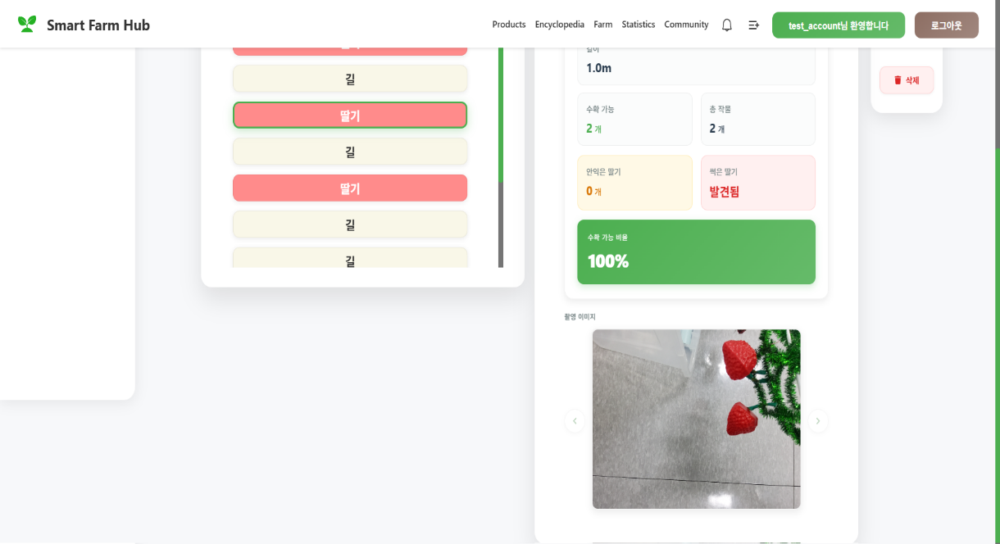 Smart Farm Hub
Products
Encyclopedia
Farm
Statistics
Community
test_account님 환영합니다
로그아웃
딸기
길
딸기
길
딸기
길
길
길이
1.0m
수확 가능
2 개
총 작물
2 개
안익은 딸기
0 개
썩은 딸기
발견됨
수확 가능 비율
100%
촬영 이미지
삭제